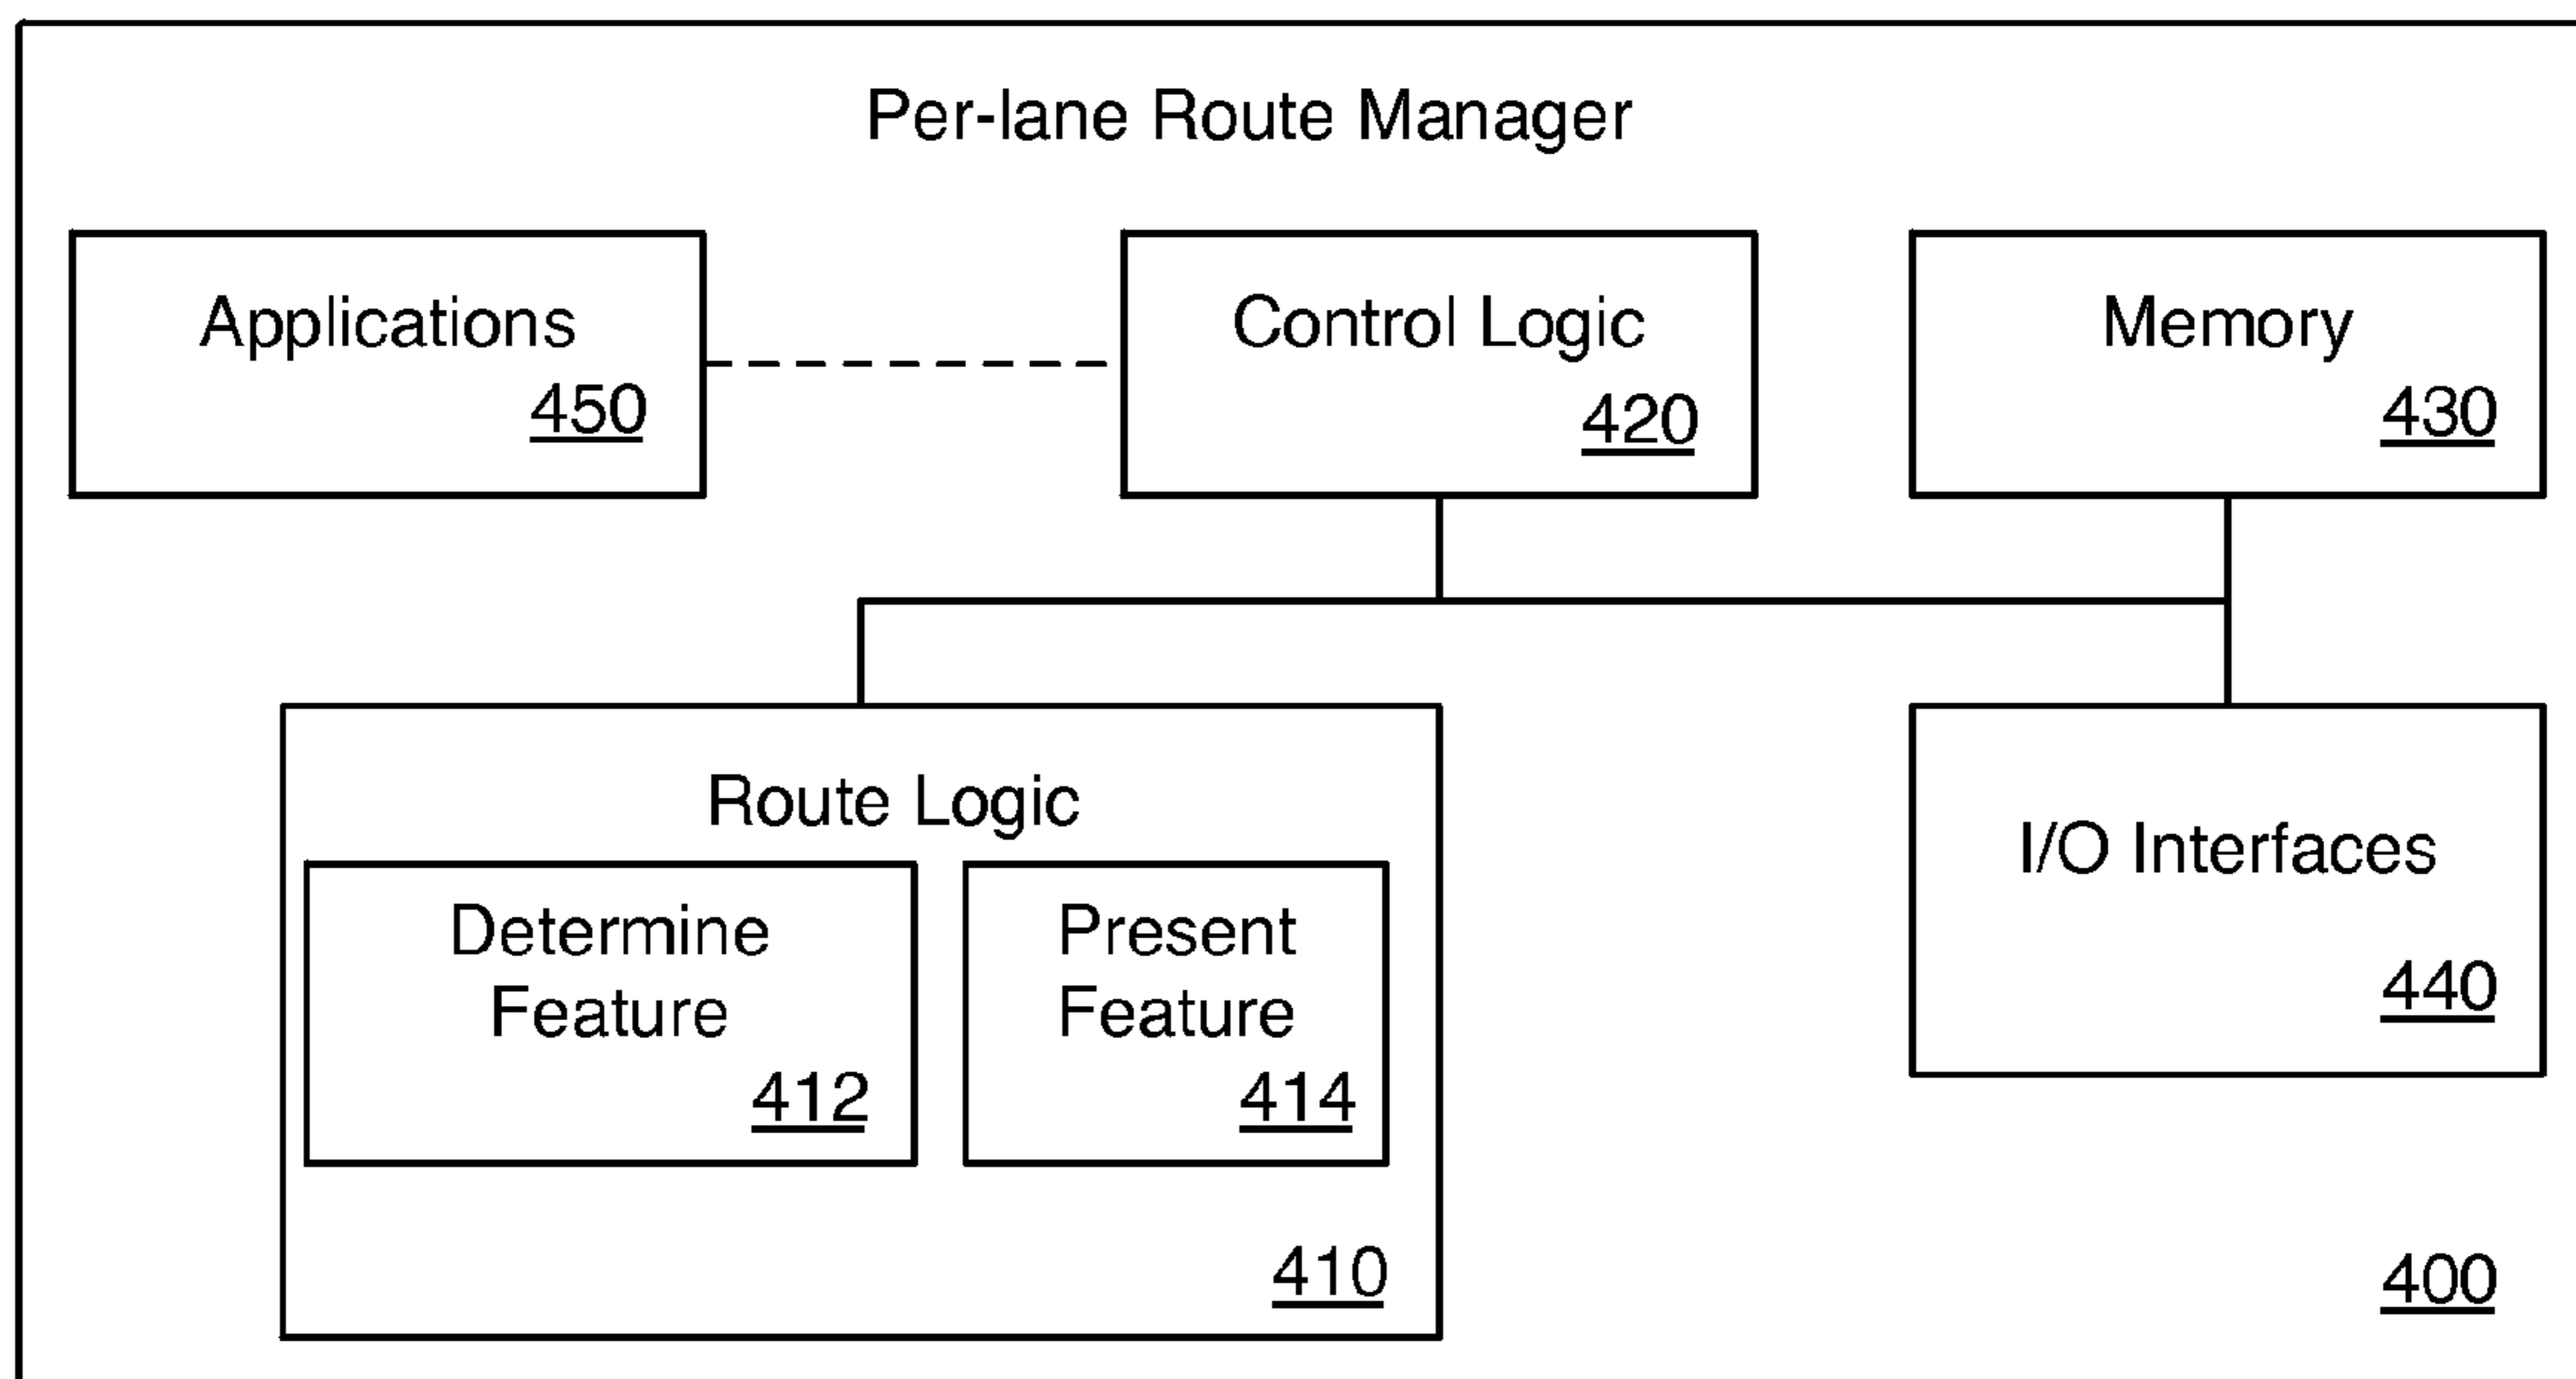 Per-lane Route Manager
Applications
450
Control Logic
420
Memory
430
Route Logic
Determine
Feature
412
Present
Feature
414
410
I/O Interfaces
440
400